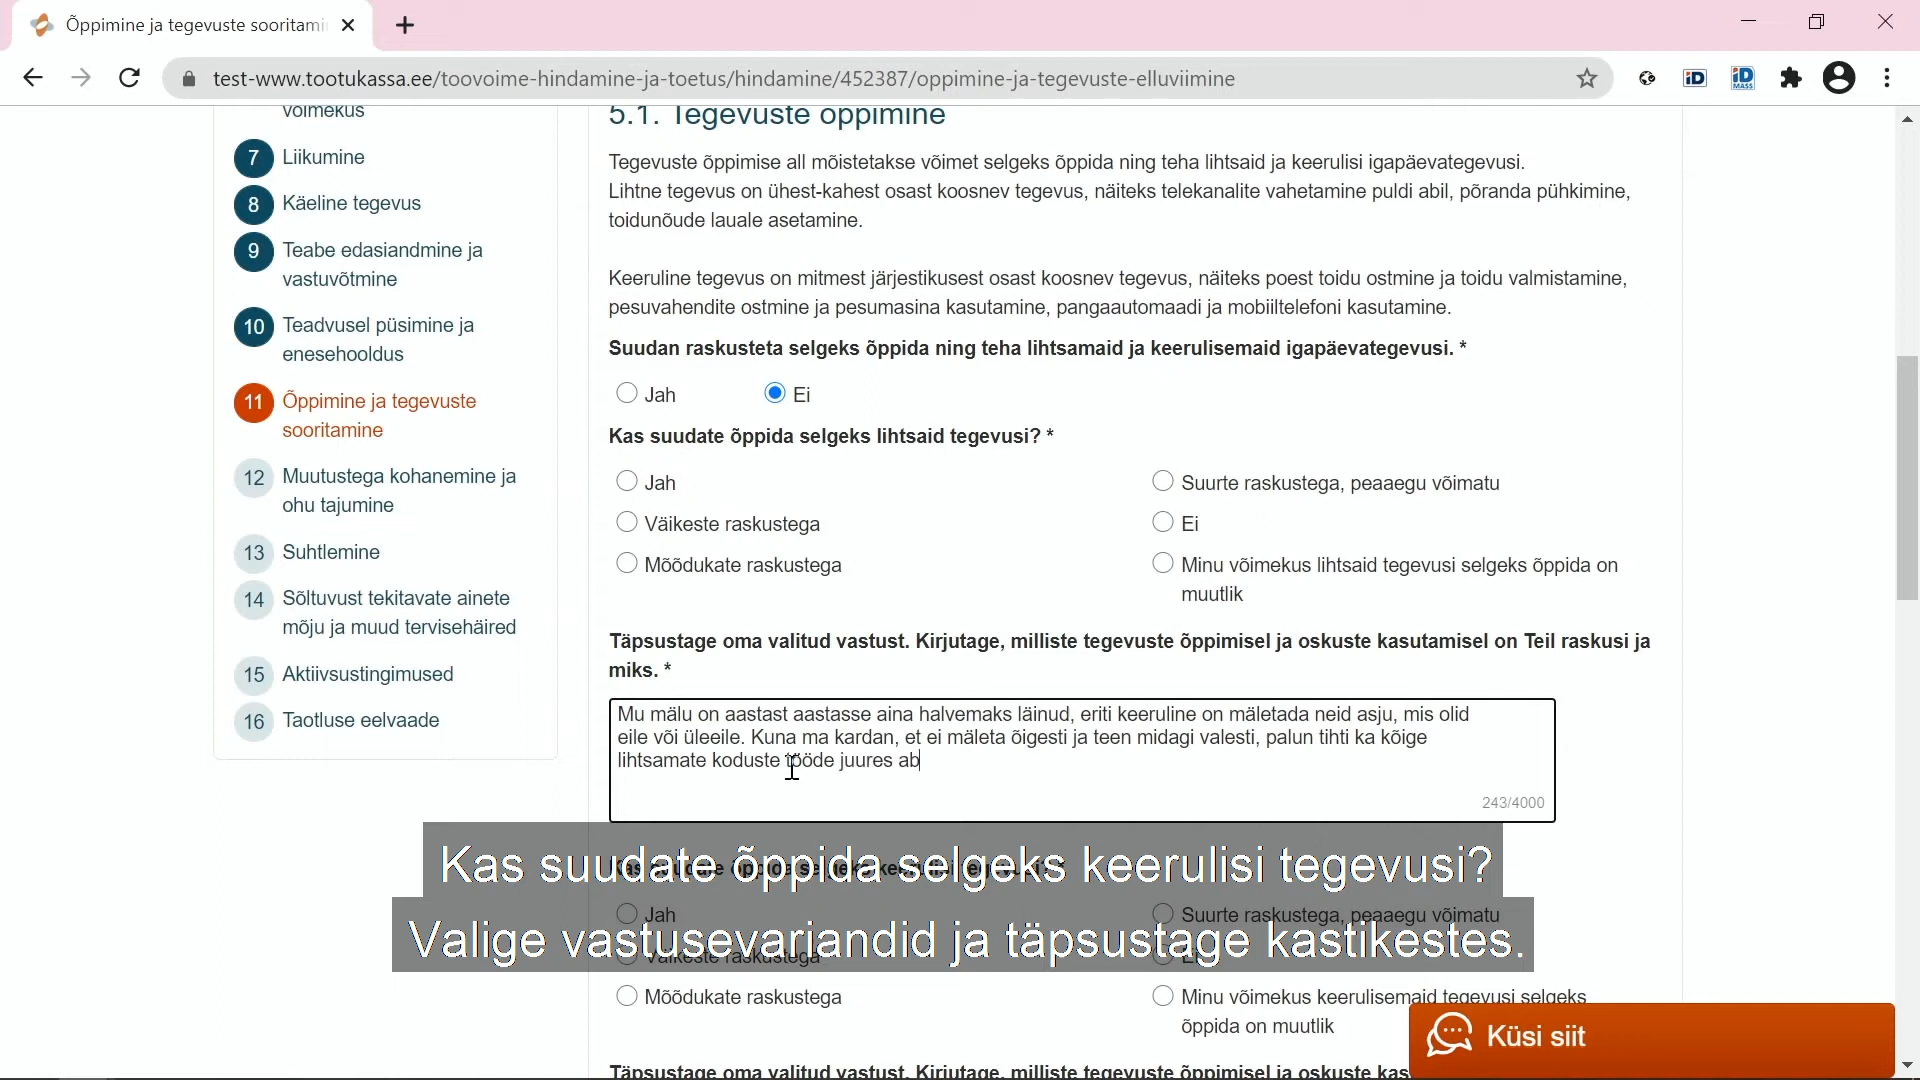 Õppimine ja tegevuste sooritami
test-www.tootukassa.ee/toovoime-hindamine-ja-toetus/hindamine/452387/oppimine-ja-tegevuste-elluviimine
iD
iD
MASS
võimekus
7 Liikumine
8 Käeline tegevus
9 Teabe edasiandmine ja
vastuvõtmine
10 Teadvusel püsimine ja
enesehooldus
11 Õppimine ja tegevuste
sooritamine
12 Muutustega kohanemine ja
ohu tajumine
13 Suhtlemine
14 Sõltuvust tekitavate ainete
mõju ja muud tervisehäired
15 Aktiivsustingimused
16 Taotluse eelvaade
5.1. Tegevuste õppimine
Tegevuste õppimise all mõistetakse võimet selgeks õppida ning teha lihtsaid ja keerulisi igapäevategevusi.
Lihtne tegevus on ühest-kahest osast koosnev tegevus, näiteks telekanalite vahetamine puldi abil, põranda pühkimine,
toidunõude lauale asetamine.
Keeruline tegevus on mitmest järjestikusest osast koosnev tegevus, näiteks poest toidu ostmine ja toidu valmistamine,
pesuvahendite ostmine ja pesumasina kasutamine, pangaautomaadi ja mobiiltelefoni kasutamine.
Suudan raskusteta selgeks õppida ning teha lihtsamaid ja keerulisemaid igapäevategevusi. *
Jah Ei
Kas suudate õppida selgeks lihtsaid tegevusi? *
Jah Suurte raskustega, peaaegu võimatu
Väikeste raskustega Ei
Mõõdukate raskustega Minu võimekus lihtsaid tegevusi selgeks õppida on
muutlik
Täpsustage oma valitud vastust. Kirjutage, milliste tegevuste õppimisel ja oskuste kasutamisel on Teil raskusi ja
miks. *
Mu mälu on aastast aastasse aina halvemaks läinud, eriti keeruline on mäletada neid asju, mis olid
eile või üleeile. Kuna ma kardan, et ei mäleta õigesti ja teen midagi valesti, palun tihti ka kõige
lihtsamate koduste tööde juures ab
243/4000
Kas suudate õppida selgeks keerulisi tegevusi?
Jah Suurte raskustega, peaaegu võimatu
Valige vastusevariandid ja täpsustage kastikestes.
Väikeste raskustega Ei
Mõõdukate raskustega Minu võimekus keerulisemaid tegevusi selgeks
õppida on muutlik
Küsi siit
Täpsustage oma valitud vastust. Kirjutage, milliste tegevuste õppimisel ja oskuste kas